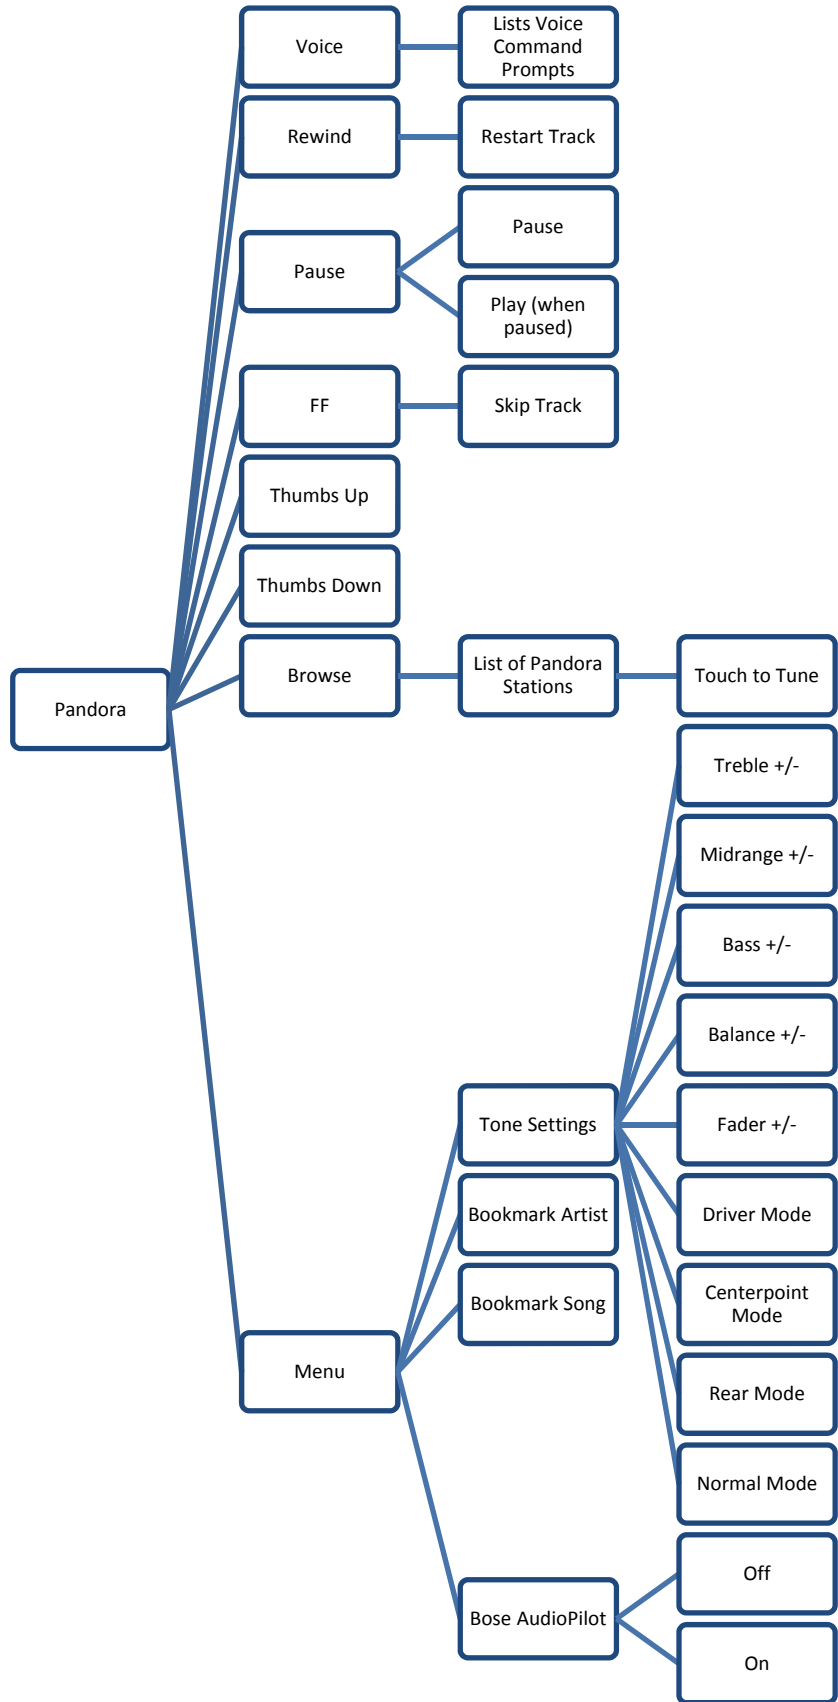 Voice
Lists Voice
Command
Prompts
Rewind
Restart Track
Pause
Pause
Play (when
paused)
FF
Skip Track
Thumbs Up
Thumbs Down
Pandora
Browse
List of Pandora
Stations
Touch to Tune
Treble +/-
Midrange +/-
Bass +/-
Balance +/-
Tone Settings
Fader +/-
Bookmark Artist
Driver Mode
Bookmark Song
Centerpoint
Mode
Menu
Rear Mode
Normal Mode
Bose AudioPilot
Off
On